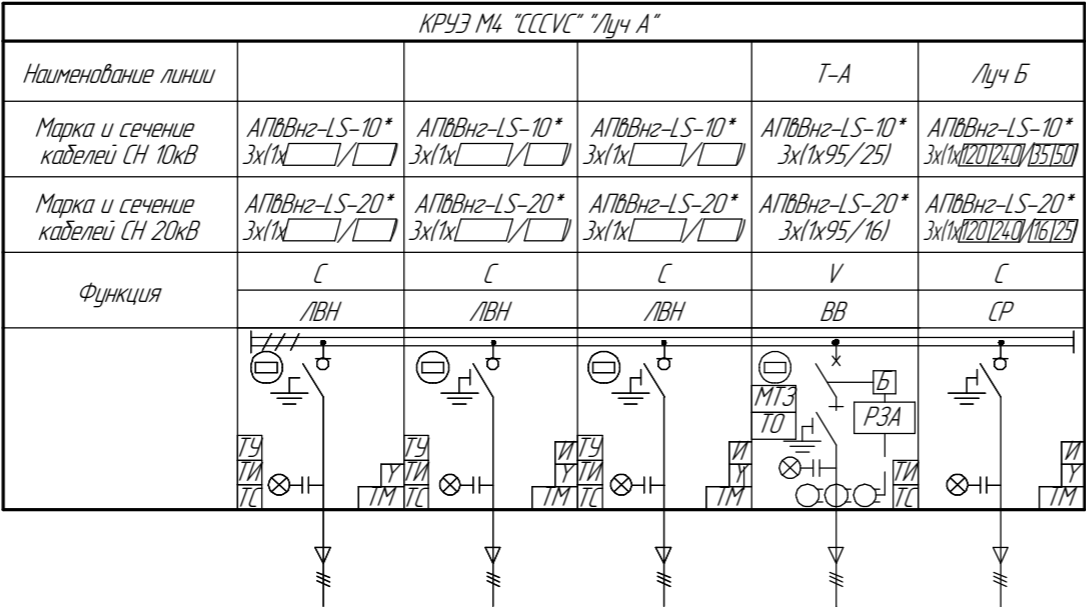 КРУЭ М4 "СССVС" "Луч А"
Наименование линии
Т-А
Луч Б
Марка и сечение
кабелей СН 10кВ
АПвВнг-LS-10*
3х(1х /  )
АПвВнг-LS-10*
3х(1х /  )
АПвВнг-LS-10*
3х(1х /  )
АПвВнг-LS-10*
3х(1х95/25)
АПвВнг-LS-10*
3х(1х120|240/35|50)
Марка и сечение
кабелей СН 20кВ
АПвВнг-LS-20*
3х(1х /  )
АПвВнг-LS-20*
3х(1х /  )
АПвВнг-LS-20*
3х(1х /  )
АПвВнг-LS-20*
3х(1х95/16)
АПвВнг-LS-20*
3х(1х120|240/16|25)
Функция
С
С
С
V
С
ЛВН
ЛВН
ЛВН
ВВ
СР
ТУ
ТИ
ТС
У
ТМ
ТУ
ТИ
ТС
И
У
ТМ
ТУ
ТИ
ТС
И
У
ТМ
МТЗ
ТО
Б
РЗА
ТИ
ТС
И
У
ТМ